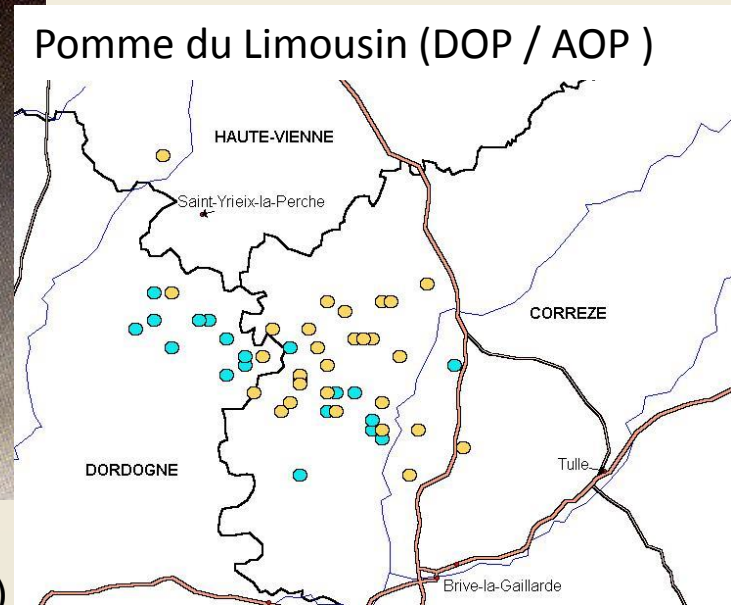 Pomme du Limousin (DOP / AOP )
HAUTE-VIENNE
Saint-Yrieix-la-Perche
CORREZE
DORDOGNE
Tulle
Brive-la-Gaillarde
)